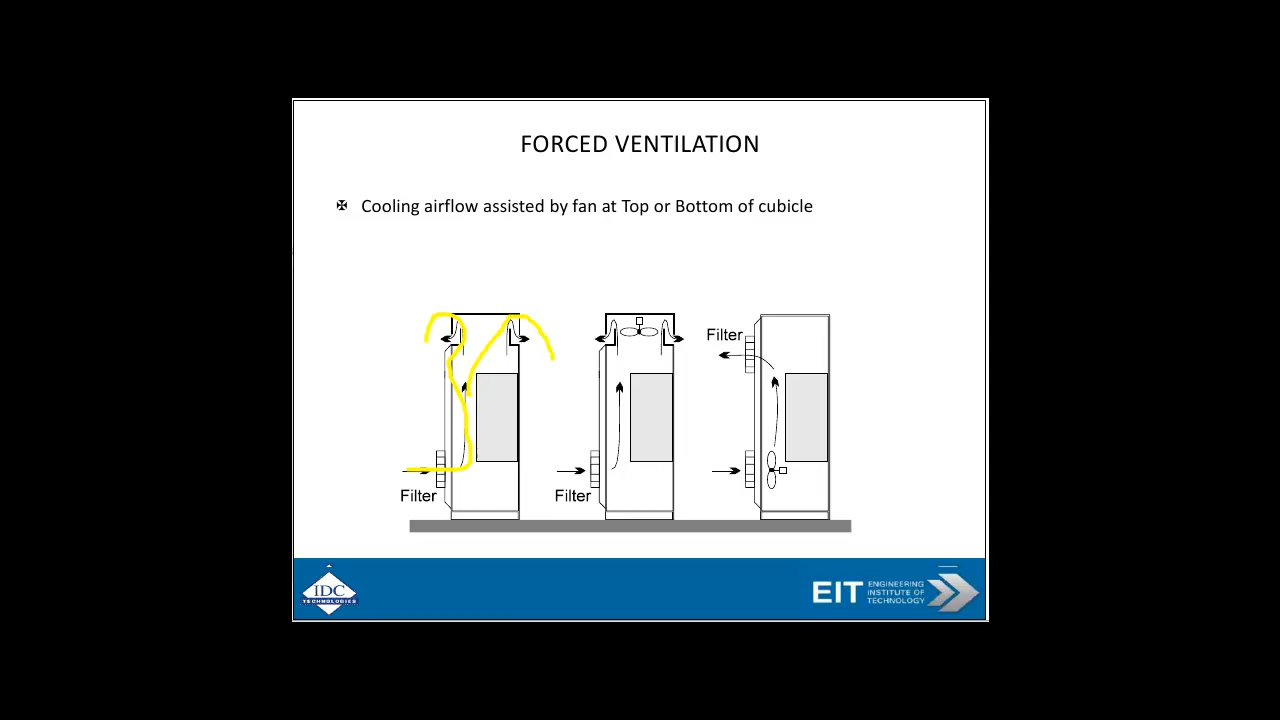 FORCED VENTILATION
✠ Cooling airflow assisted by fan at Top or Bottom of cubicle
Filter
Filter
Filter
IDC
TECHNOLOGIES
EIT ENGINEERING
INSTITUTE OF
TECHNOLOGY